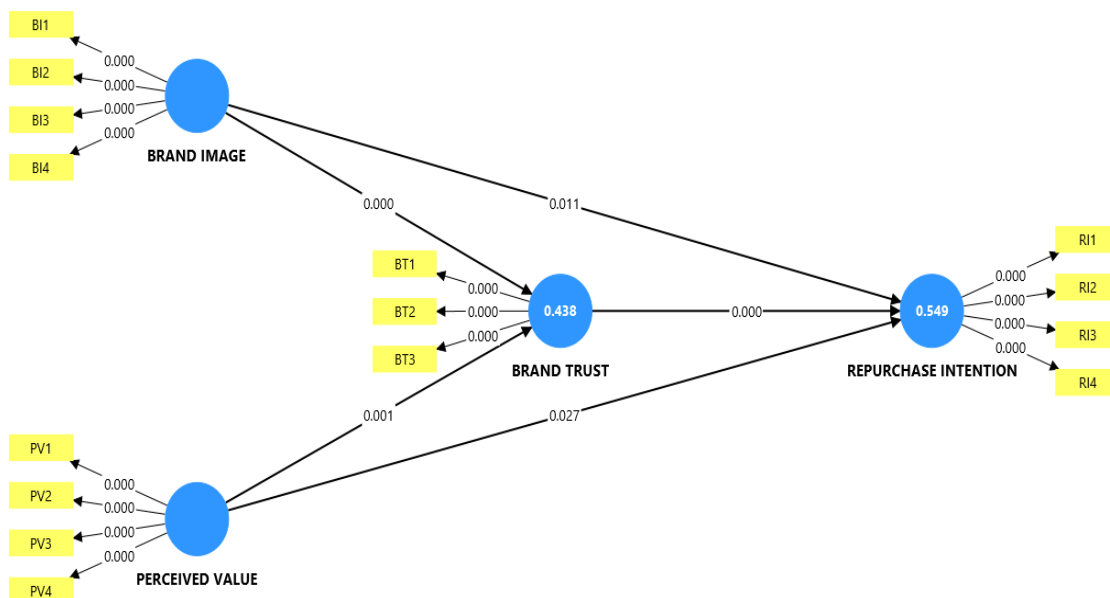 BI1
0.000
BI2
0.000
BI3
0.000
BI4
0.000
BRAND IMAGE
0.000
0.011
BT1
0.000
BT2
0.000
BT3
0.000
0.438
BRAND TRUST
0.000
0.549
REPURCHASE INTENTION
RI1
0.000
RI2
0.000
RI3
0.000
RI4
0.000
0.001
0.027
PV1
0.000
PV2
0.000
PV3
0.000
PV4
0.000
PERCEIVED VALUE